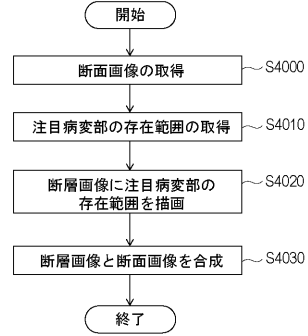 開始
断面画像の取得
S4000
注目病変部の存在範囲の取得
S4010
断層画像に注目病変部の
存在範囲を描画
S4020
断層画像と断面画像を合成
S4030
終了